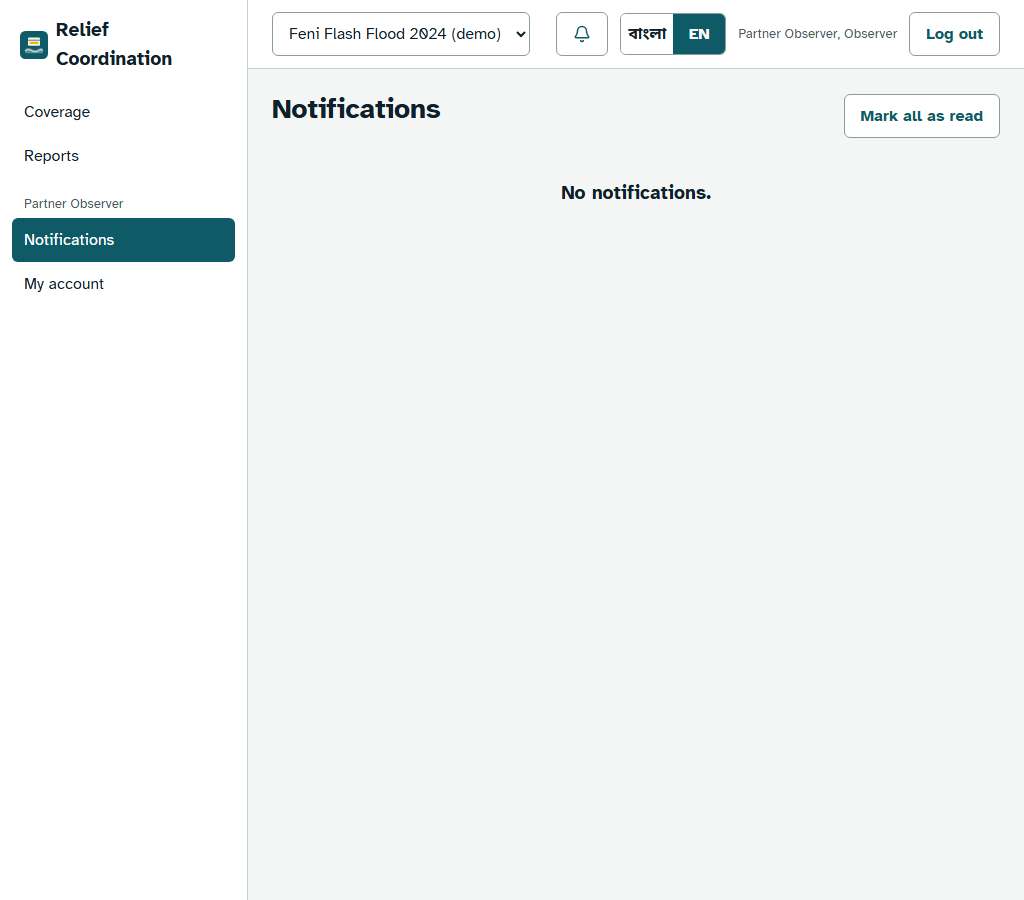 Relief
Coordination
Coverage
Reports
Partner Observer
Notifications
My account
Feni Flash Flood 2024 (demo)
বাংলা
EN
Partner Observer, Observer
Log out
Notifications
Mark all as read
No notifications.